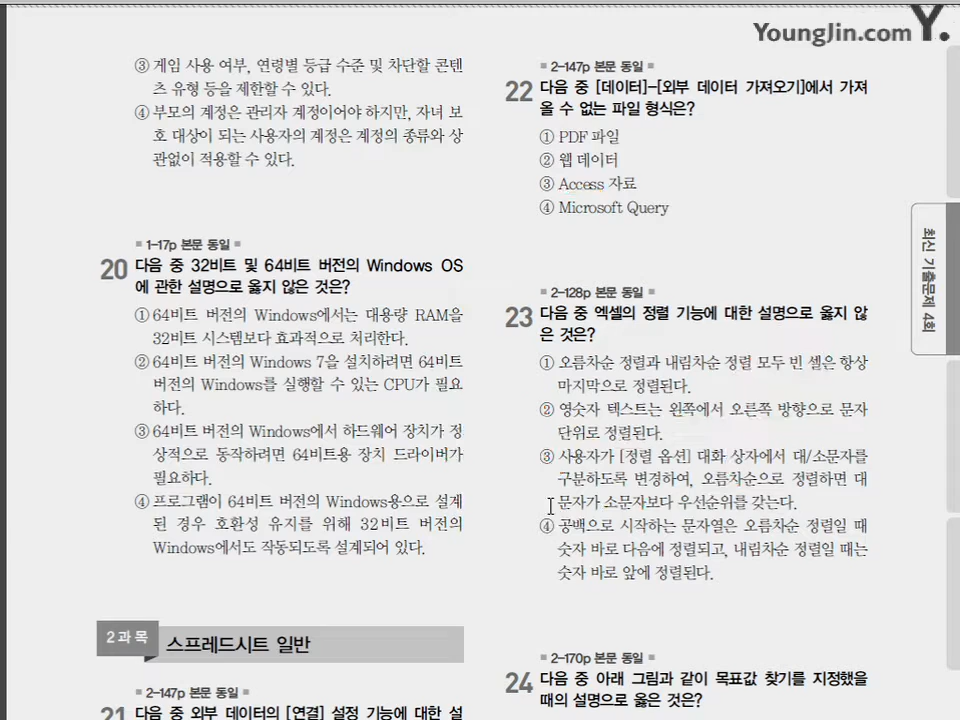 YoungJin.com Y.
③ 게임 사용 여부, 연령별 등급 수준 및 차단할 콘텐
츠 유형 등을 제한할 수 있다.
④ 부모의 계정은 관리자 계정이어야 하지만, 자녀 보
호 대상이 되는 사용자의 계정은 계정의 종류와 상
관없이 적용할 수 있다.
■ 1-17p 본문 동일 ■
20 다음 중 32비트 및 64비트 버전의 Windows OS
에 관한 설명으로 옳지 않은 것은?
① 64비트 버전의 Windows에서는 대용량 RAM을
32비트 시스템보다 효과적으로 처리한다.
② 64비트 버전의 Windows 7을 설치하려면 64비트
버전의 Windows를 실행할 수 있는 CPU가 필요
하다.
③ 64비트 버전의 Windows에서 하드웨어 장치가 정
상적으로 동작하려면 64비트용 장치 드라이버가
필요하다.
④ 프로그램이 64비트 버전의 Windows용으로 설계
된 경우 호환성 유지를 위해 32비트 버전의
Windows에서도 작동되도록 설계되어 있다.
2과목 스프레드시트 일반
■ 2-147p 본문 동일 ■
21 다음 중 외부 데이터의 [연결] 설정 기능에 대한 설
■ 2-147p 본문 동일 ■
22 다음 중 [데이터]-[외부 데이터 가져오기]에서 가져
올 수 없는 파일 형식은?
① PDF 파일
② 웹 데이터
③ Access 자료
④ Microsoft Query
■ 2-128p 본문 동일 ■
23 다음 중 엑셀의 정렬 기능에 대한 설명으로 옳지 않
은 것은?
① 오름차순 정렬과 내림차순 정렬 모두 빈 셀은 항상
마지막으로 정렬된다.
② 영숫자 텍스트는 왼쪽에서 오른쪽 방향으로 문자
단위로 정렬된다.
③ 사용자가 [정렬 옵션] 대화 상자에서 대/소문자를
구분하도록 변경하여, 오름차순으로 정렬하면 대
문자가 소문자보다 우선순위를 갖는다.
④ 공백으로 시작하는 문자열은 오름차순 정렬일 때
숫자 바로 다음에 정렬되고, 내림차순 정렬일 때는
숫자 바로 앞에 정렬된다.
■ 2-170p 본문 동일 ■
24 다음 중 아래 그림과 같이 목표값 찾기를 지정했을
때의 설명으로 옳은 것은?
최신 기출문제 4회